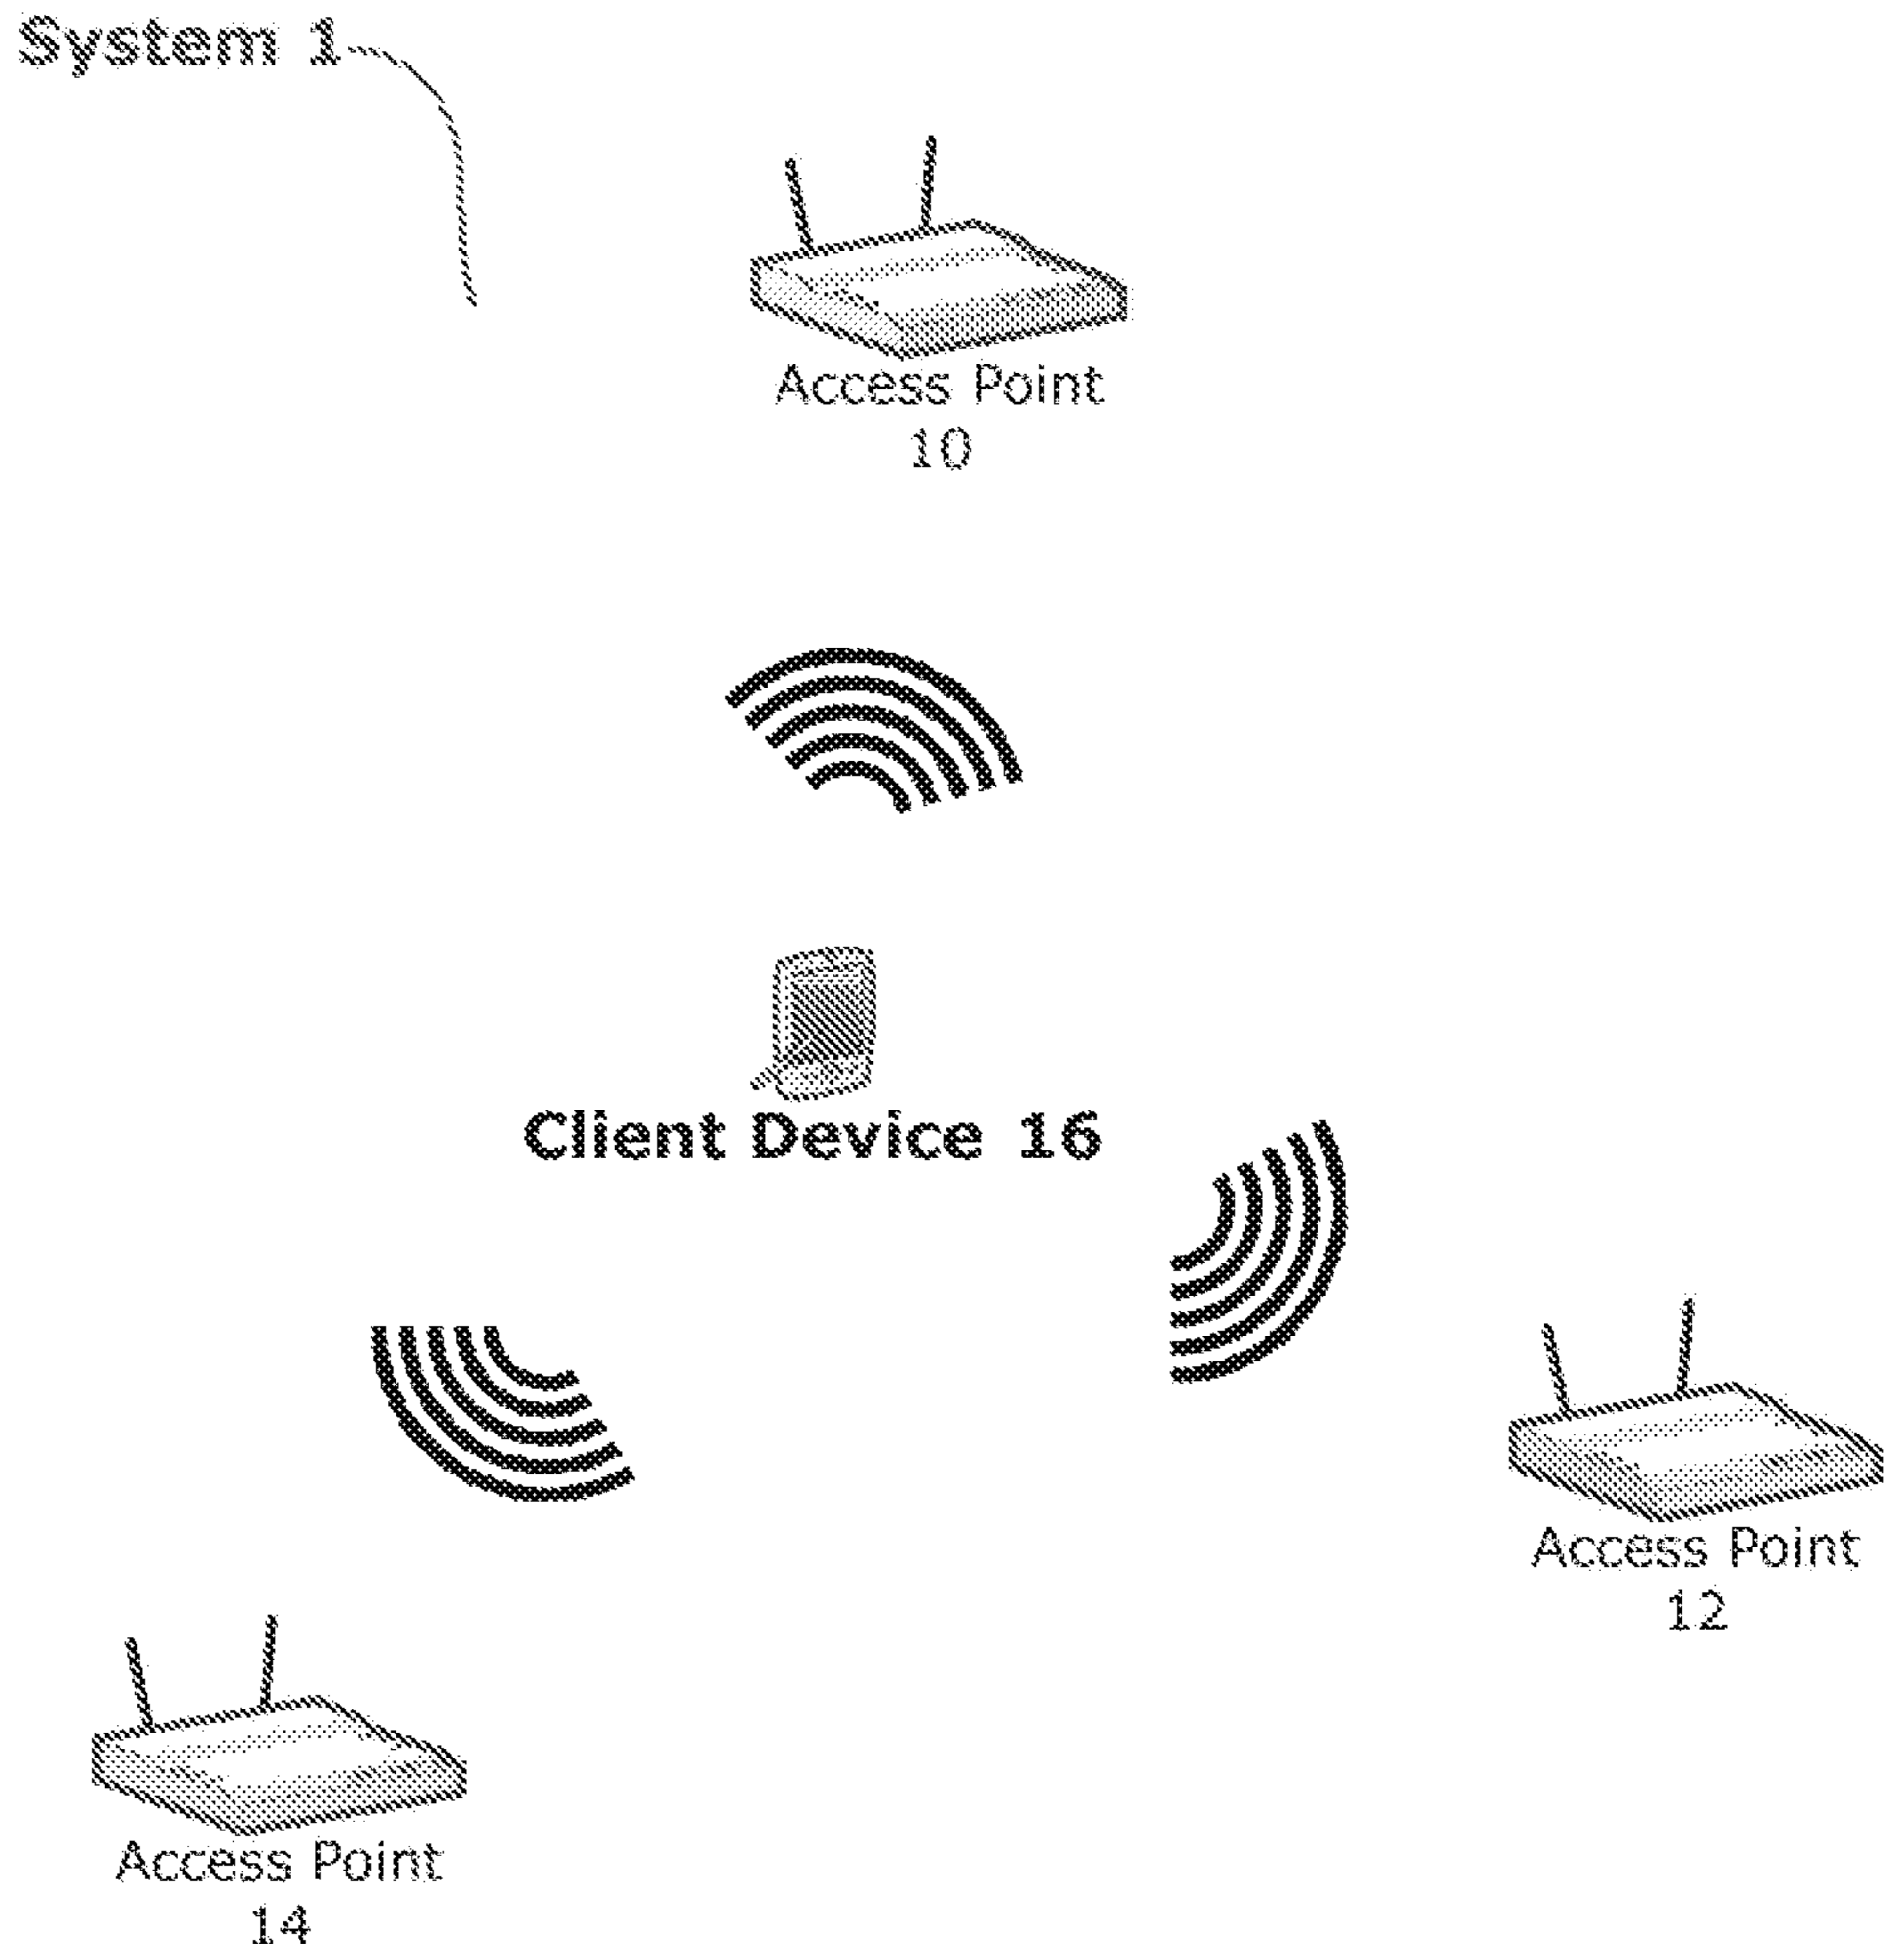 System 1
Access Point
10
Client Device 16
Access Point
12
Access Point
14